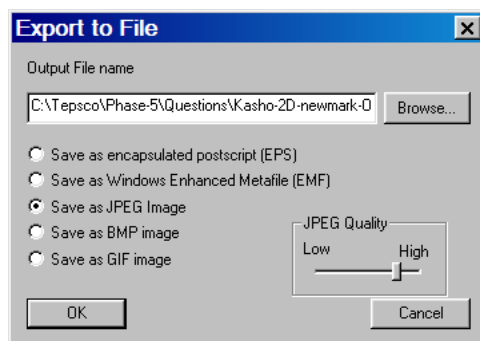 Export to File
Output File name
C:\Tepsco\Phase-5\Questions\Kasho-2D-newmark-O
Browse...
Save as encapsulated postscript (EPS)
Save as Windows Enhanced Metafile (EMF)
Save as JPEG Image
Save as BMP image
Save as GIF image
JPEG Quality
Low High
OK
Cancel